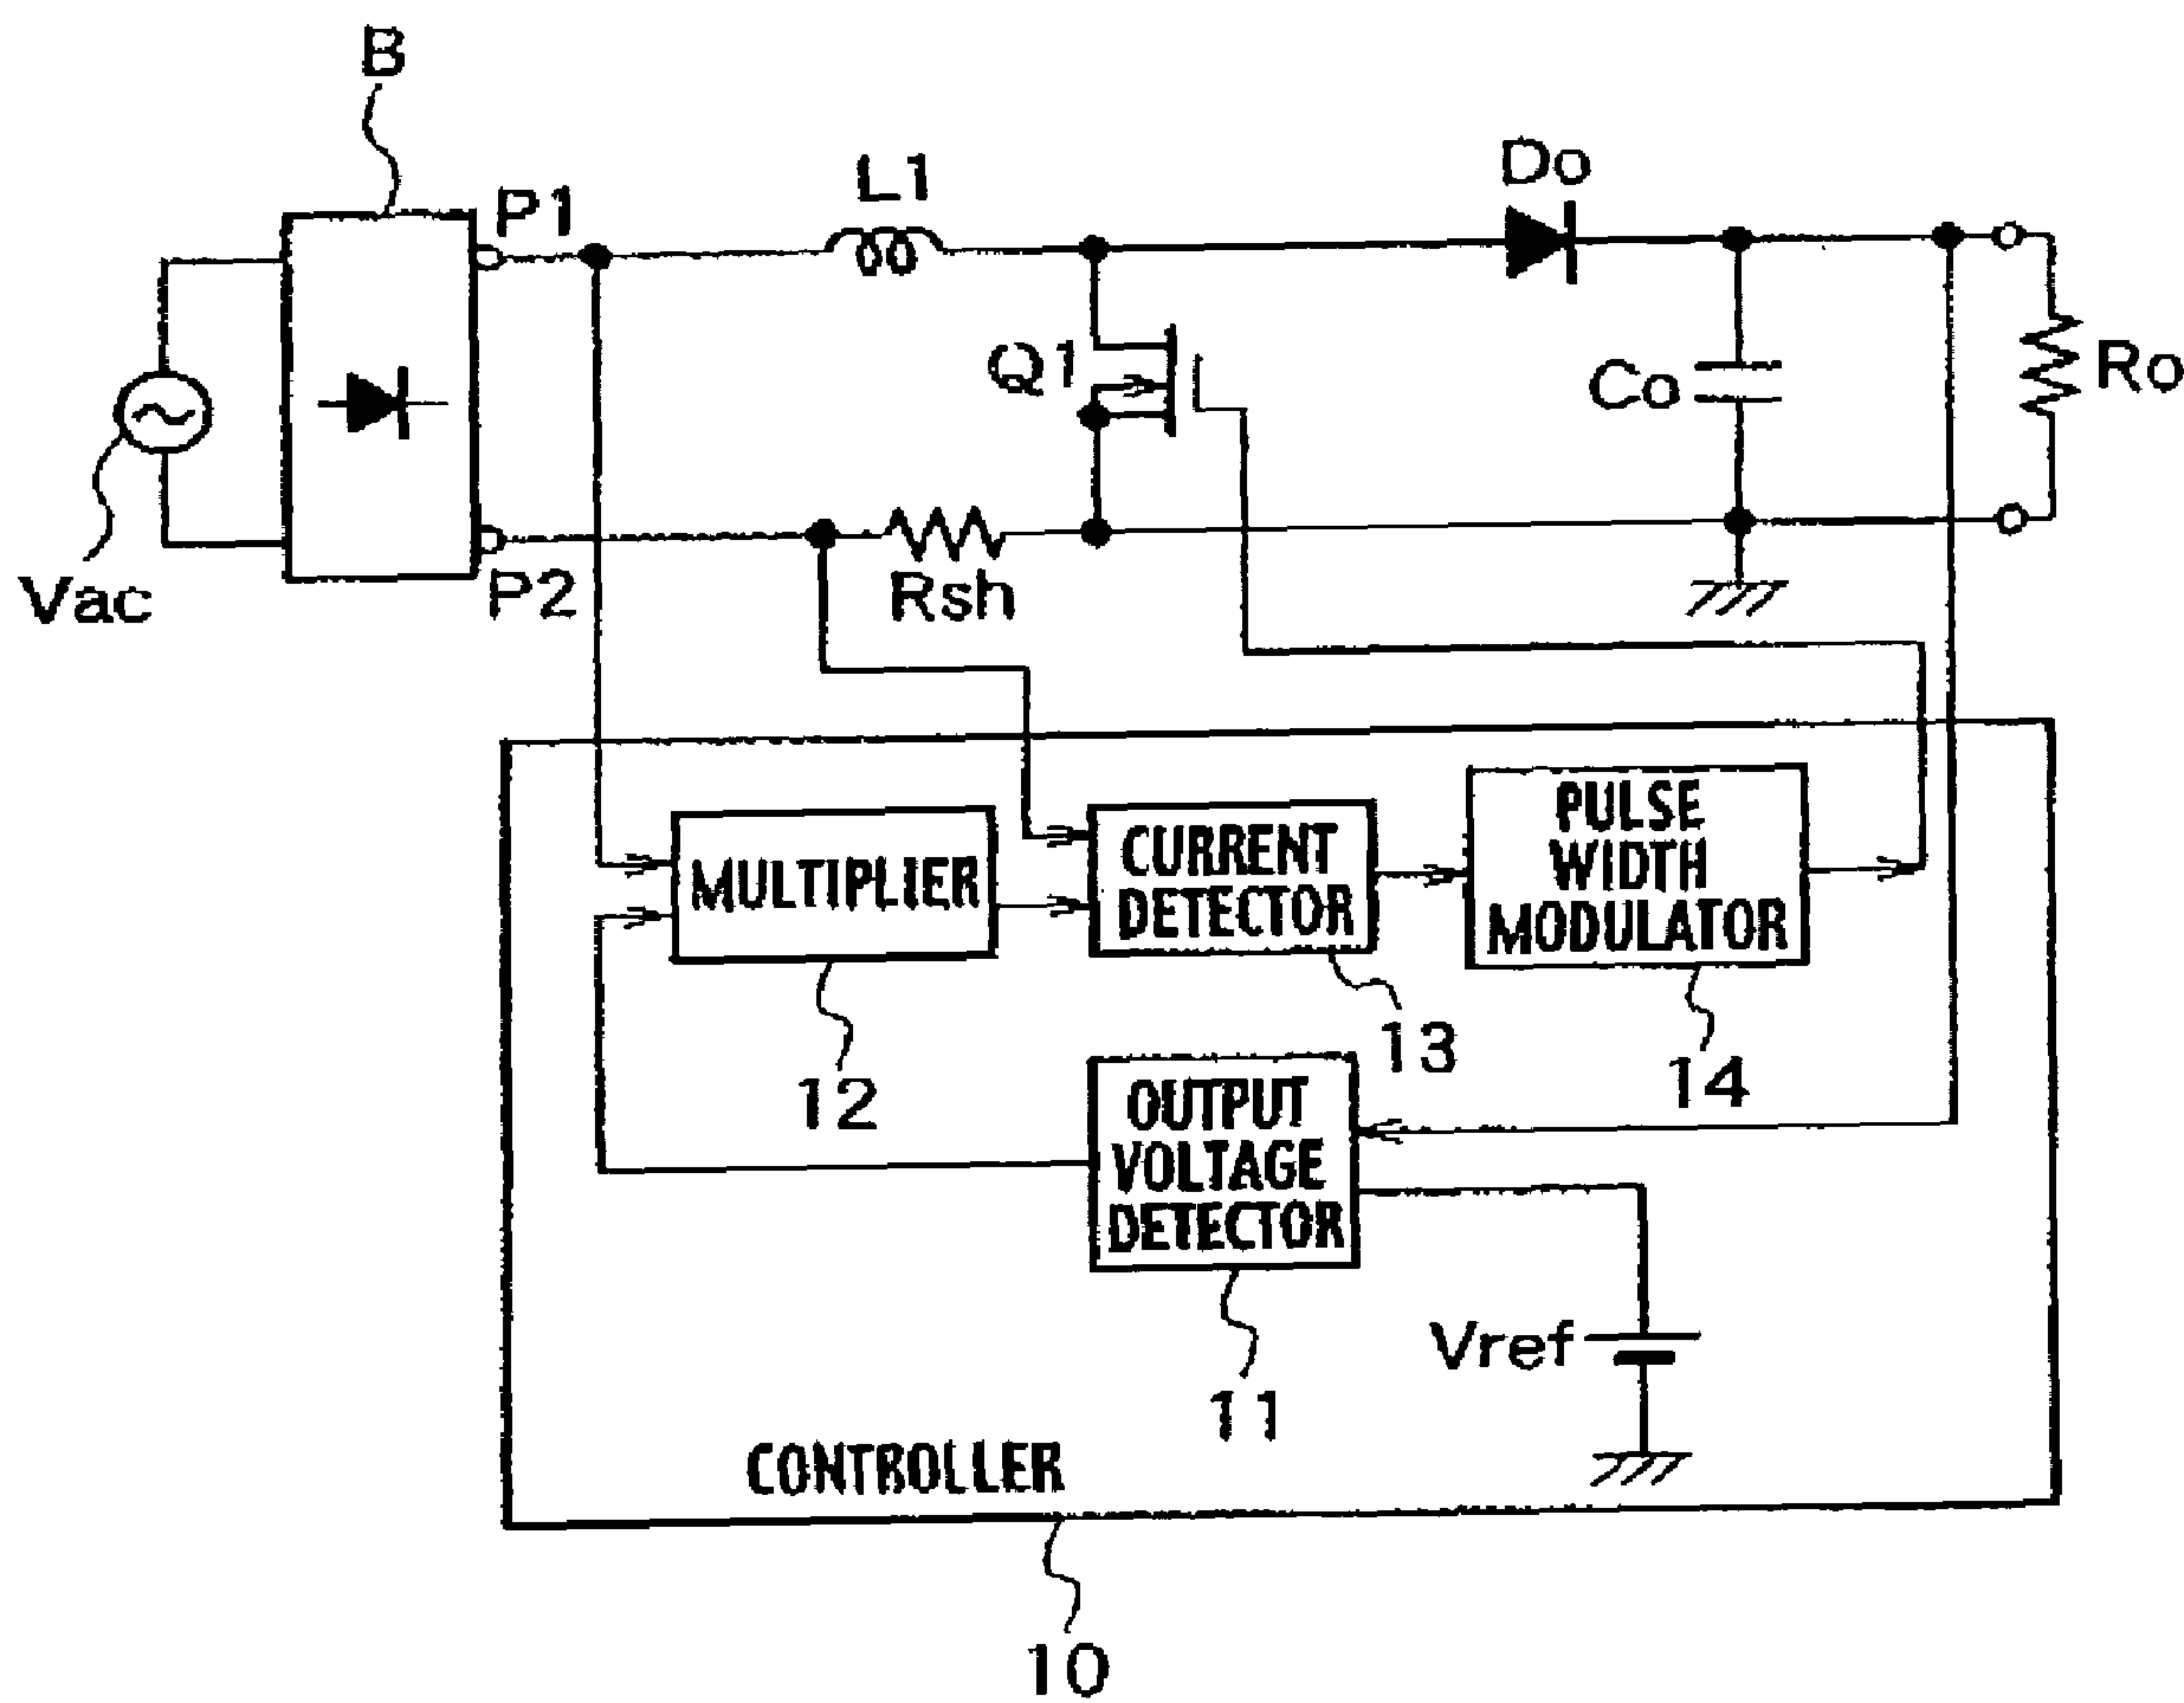 B
P1
L1
Do
Q1
Co
Ro
Vac
P2
Rsh
MULTIPLIER
CURRENT
DETECTOR
PULSE
WIDTH
MODULATOR
12
13
14
OUTPUT
VOLTAGE
DETECTOR
11
Vref
CONTROLLER
10